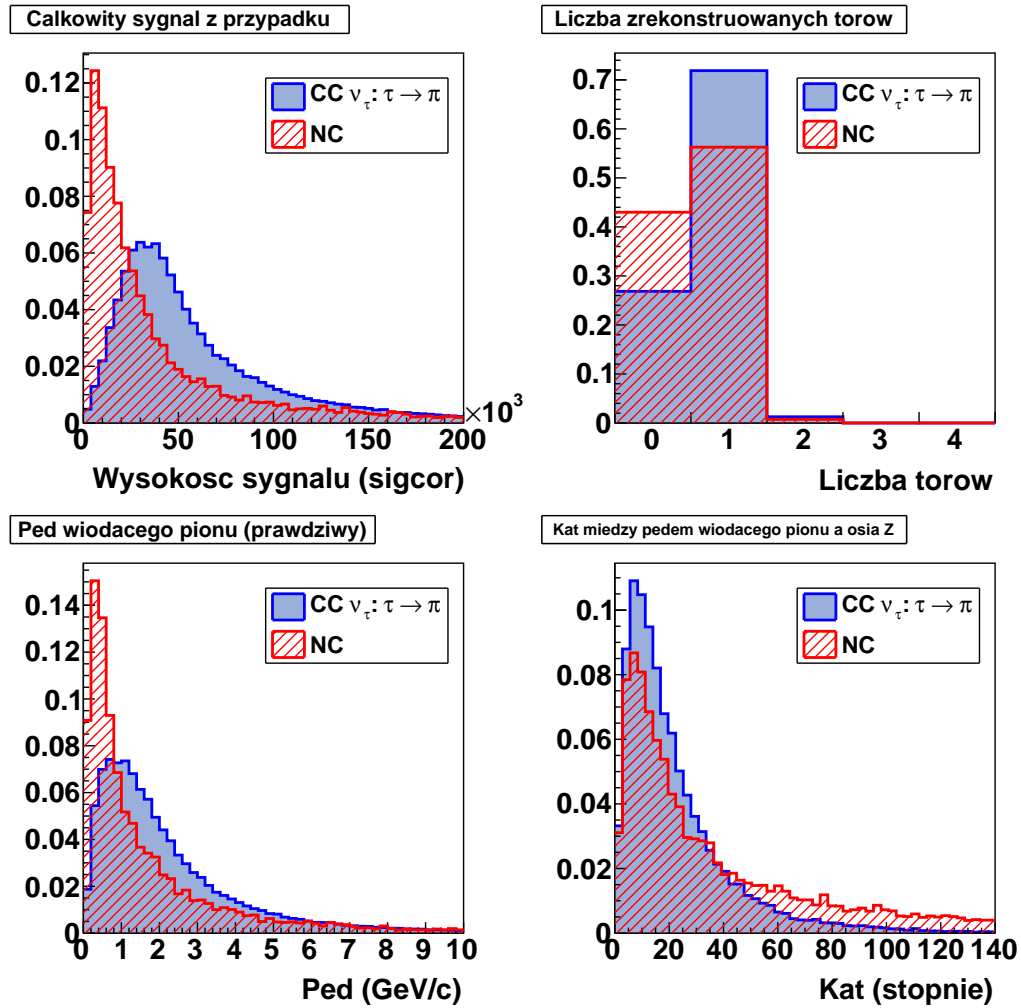 Calkowity sygnal z przypadku
CC ντ: τ → π
NC
0.12
0.1
0.08
0.06
0.04
0.02
0
0 50 100 150 200
×10³
Wysokosc sygnalu (sigcor)
Liczba zrekonstruowanych torow
CC ντ: τ → π
NC
0.7
0.6
0.5
0.4
0.3
0.2
0.1
0
0 1 2 3 4
Liczba torow
Ped wiodacego pionu (prawdziwy)
CC ντ: τ → π
NC
0.14
0.12
0.1
0.08
0.06
0.04
0.02
0
0 1 2 3 4 5 6 7 8 9 10
Ped (GeV/c)
Kat miedzy pedem wiodacego pionu a osia Z
CC ντ: τ → π
NC
0.1
0.08
0.06
0.04
0.02
0
0 20 40 60 80 100 120 140
Kat (stopnie)